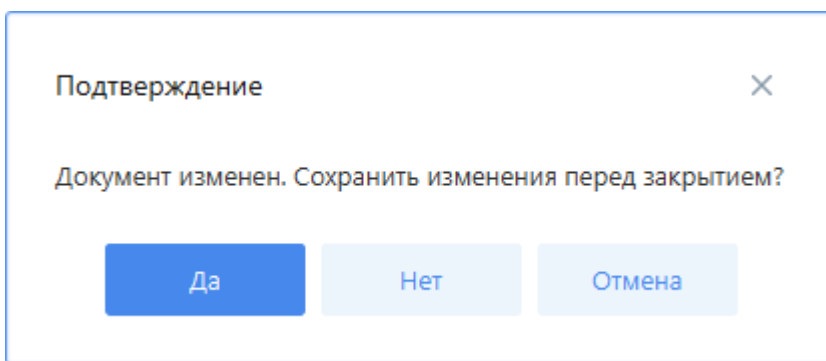 Подтверждение
Документ изменен. Сохранить изменения перед закрытием?
Да
Нет
Отмена